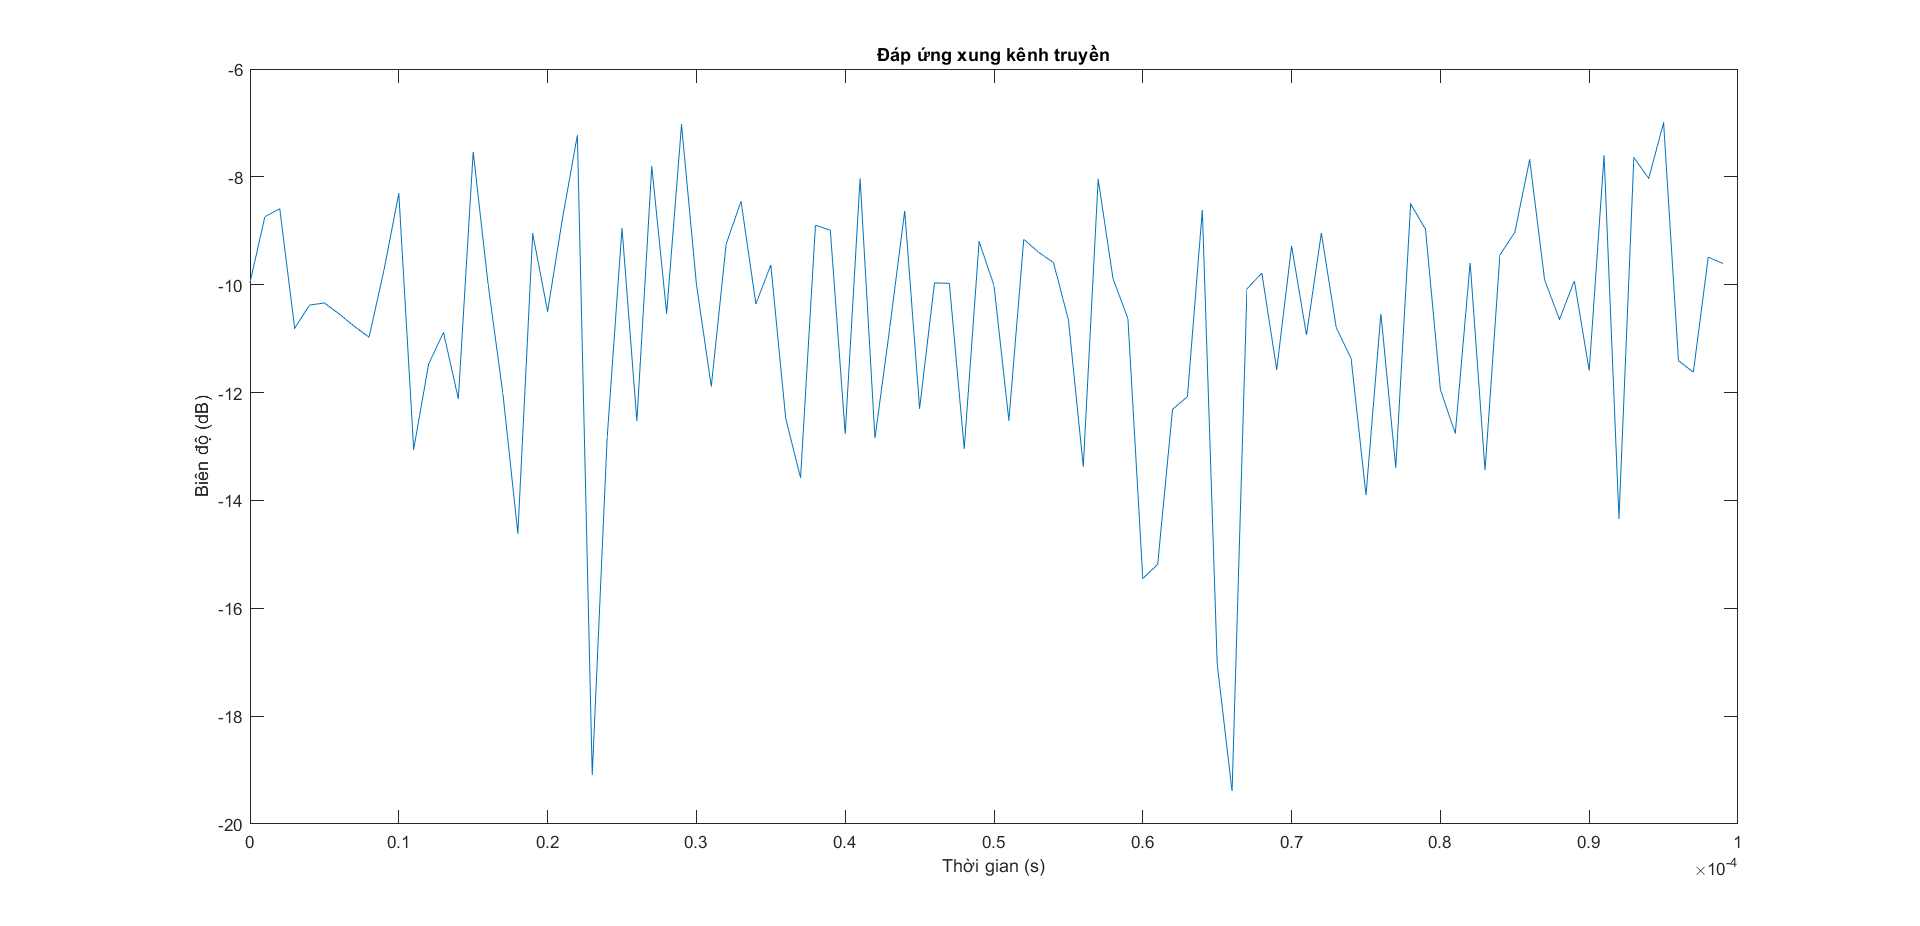 Đáp ứng xung kênh truyền
-6
-8
-10
-12
-14
-16
-18
-20
Biên độ (dB)
0 0.1 0.2 0.3 0.4 0.5 0.6 0.7 0.8 0.9 1
Thời gian (s)
×10-4